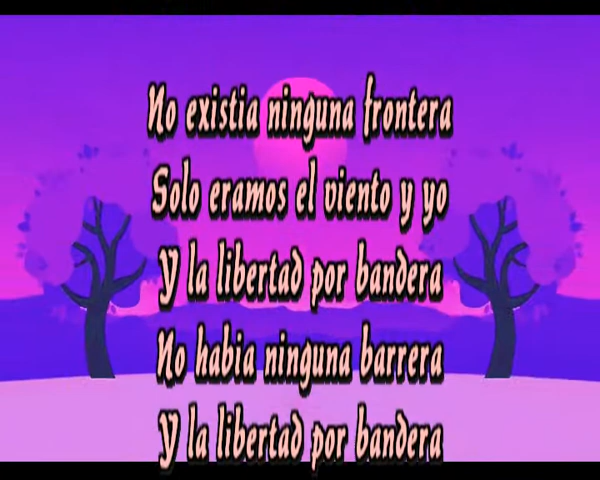 No existia ninguna frontera
Solo eramos el viento y yo
Y la libertad por bandera
No habia ninguna barrera
Y la libertad por bandera